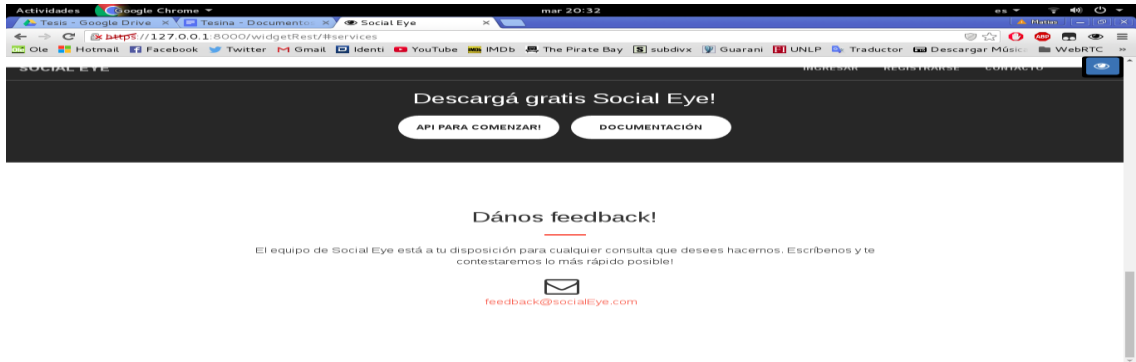 Actividades Google Chrome mar 20:32 es
Tesis - Google Drive Tesina - Documentos Social Eye Matias
https://127.0.0.1:8000/widgetRest/#services
Ole Hotmail Facebook Twitter Gmail Identi YouTube IMDb The Pirate Bay subdivx Guarani UNLP Traductor Descargar Músic WebRTC »
SOCIAL EYE INGRESAR REGISTRARSE CONTACTO
Descargá gratis Social Eye!
API PARA COMENZAR! DOCUMENTACIÓN
Dános feedback!
El equipo de Social Eye está a tu disposición para cualquier consulta que desees hacernos. Escríbenos y te
contestaremos lo más rápido posible!
feedback@socialEye.com